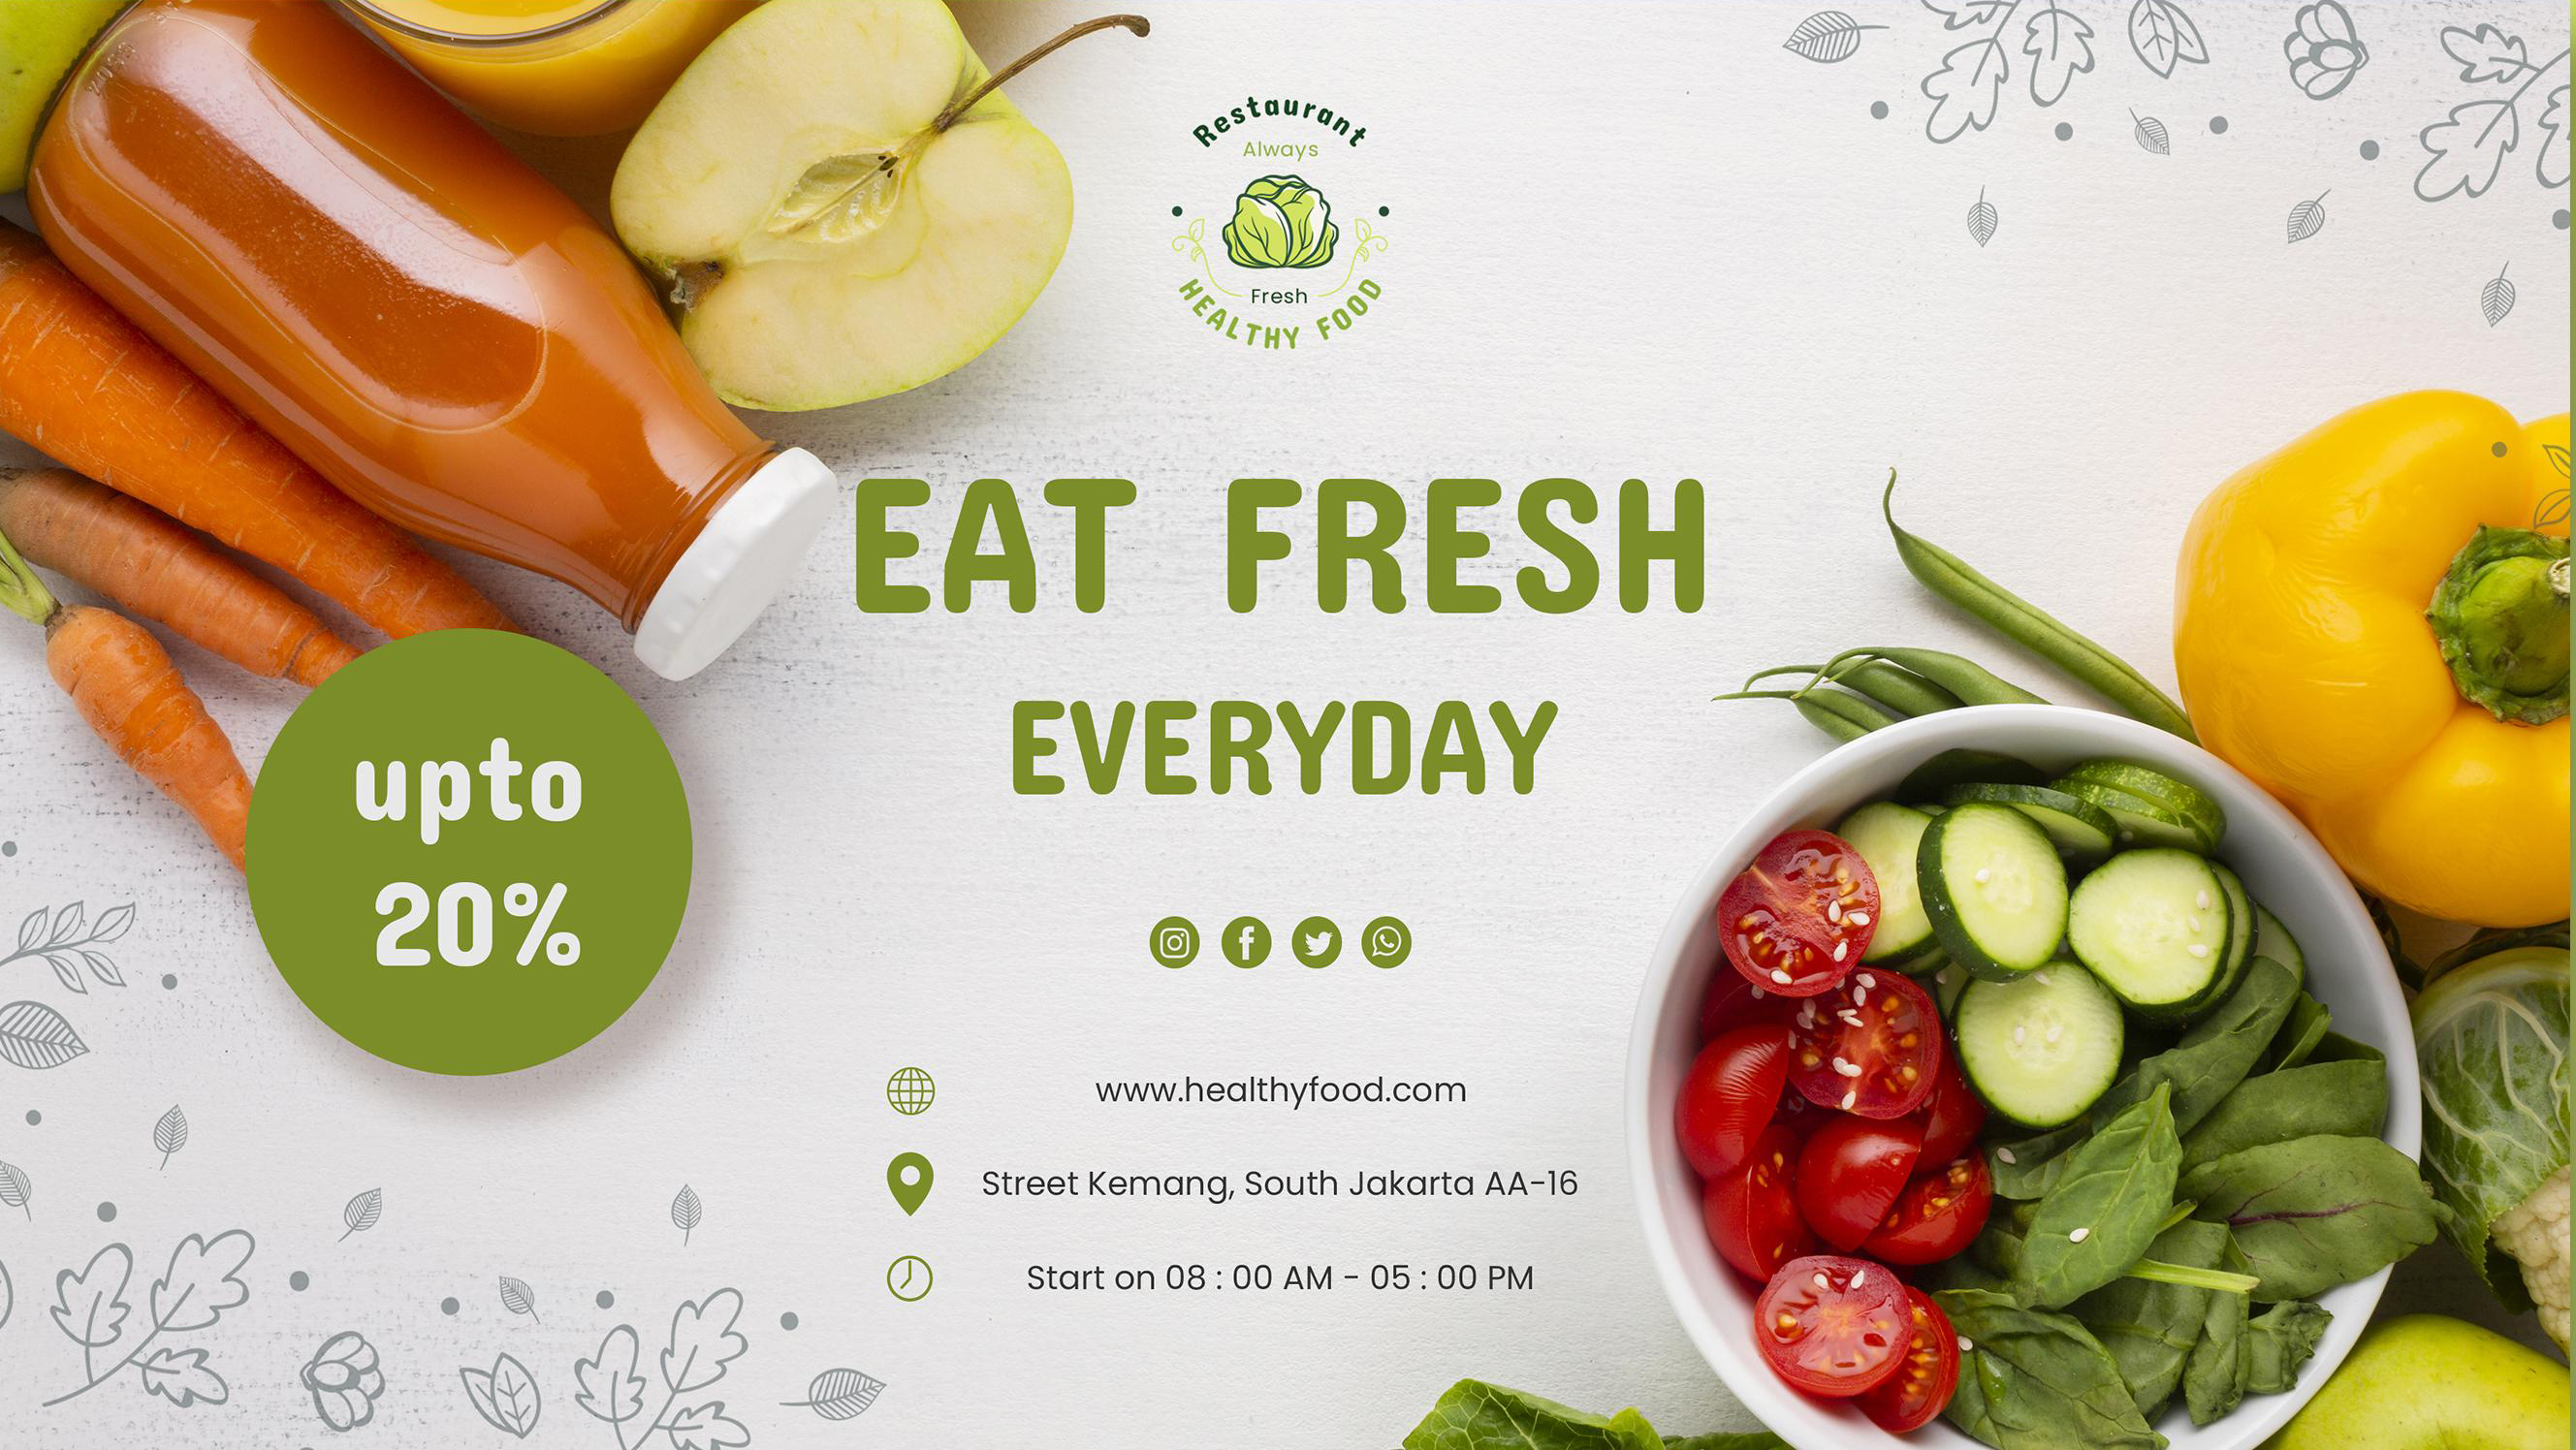 Restaurant
Always
Fresh
HEALTHY FOOD
EAT FRESH
EVERYDAY
upto
20%
www.healthyfood.com
Street Kemang, South Jakarta AA-16
Start on 08 : 00 AM - 05 : 00 PM